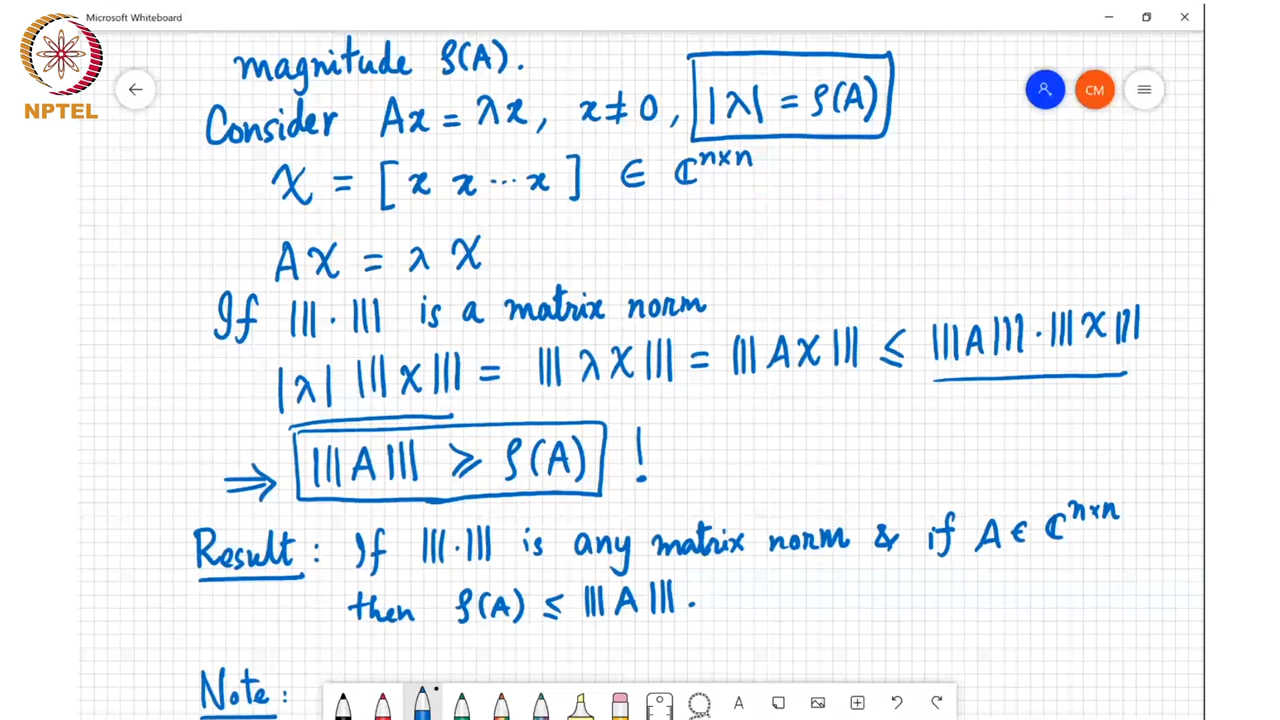 Microsoft Whiteboard
NPTEL
CM
magnitude ρ(A).
Consider Ax = λx, x ≠ 0, |λ| = ρ(A)
X = [x x ... x] ∈ ℂ^{n×n}
AX = λX
If |||·||| is a matrix norm
|λ| |||X||| = |||λX||| = |||AX||| ≤ |||A|||·|||X|||
⇒ |||A||| ≥ ρ(A) !
Result: If |||·||| is any matrix norm & if A ∈ ℂ^{n×n}
then ρ(A) ≤ |||A|||.
Note:
A